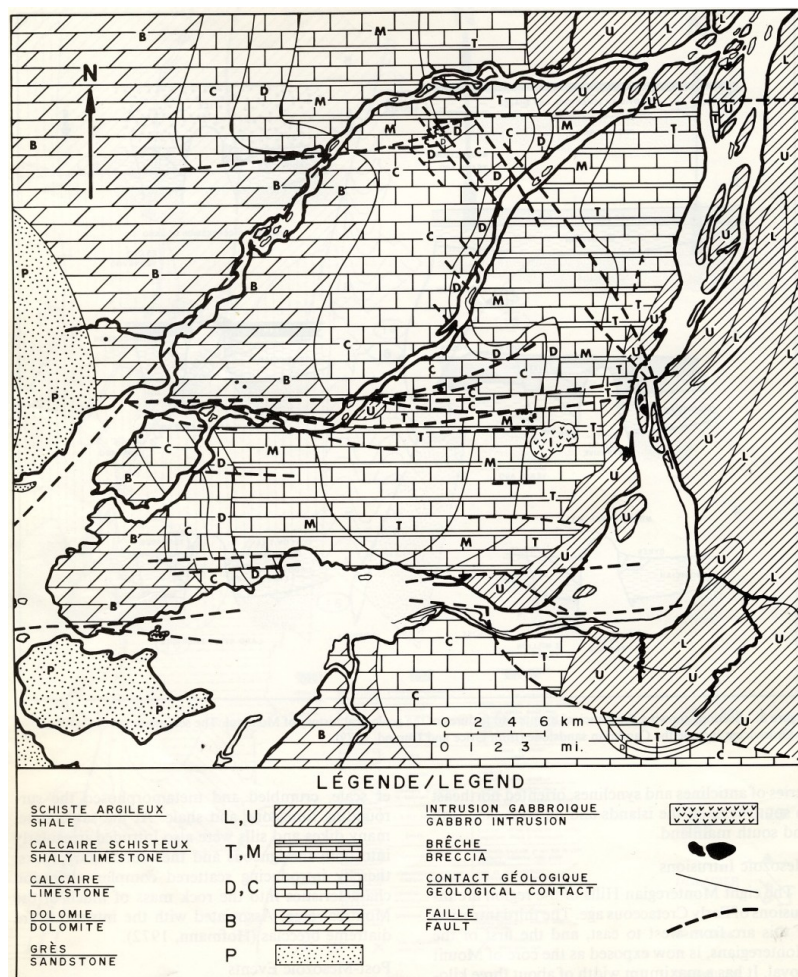 B M T U L L
N
C D M T U U L
B M D C D M U T U
B B B C D C D M T U
P B B C D M T U L
B C D M T U L
C D D M T U
B C C T
U C T M T
C M T M
B D M T U
B C D M T M T U U
B C D U L
P C T U L U
P C U U
B C
0 2 4 6 km
0 1 2 3 mi.
LÉGENDE/LEGEND
SCHISTE ARGILEUX
SHALE
L,U
CALCAIRE SCHISTEUX
SHALY LIMESTONE
T,M
CALCAIRE
LIMESTONE
D,C
DOLOMIE
DOLOMITE
B
GRÈS
SANDSTONE
P
INTRUSION GABBROIQUE
GABBRO INTRUSION
BRÊCHE
BRECCIA
CONTACT GÉOLOGIQUE
GEOLOGICAL CONTACT
FAILLE
FAULT